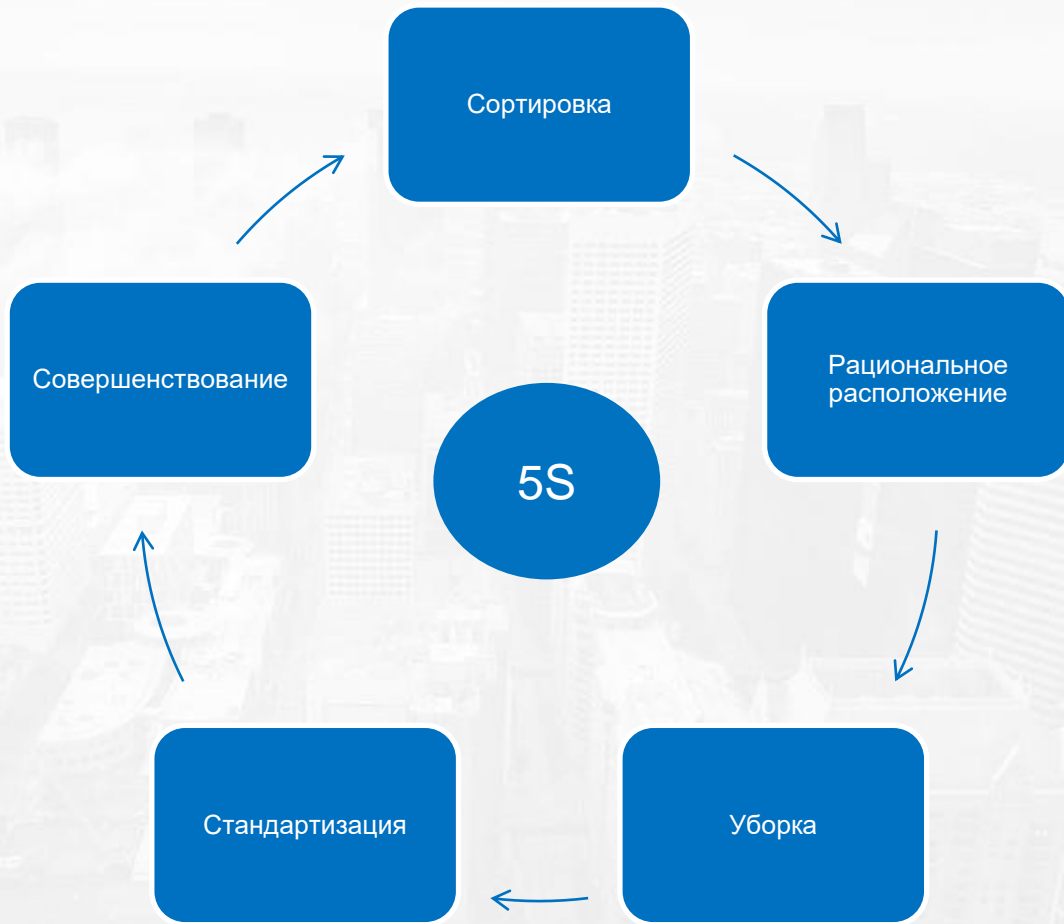 Сортировка
Рациональное
расположение
Уборка
Стандартизация
Совершенствование
5S